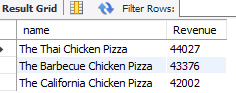 Result Grid Filter Rows:
name Revenue
The Thai Chicken Pizza 44027
The Barbecue Chicken Pizza 43376
The California Chicken Pizza 42002